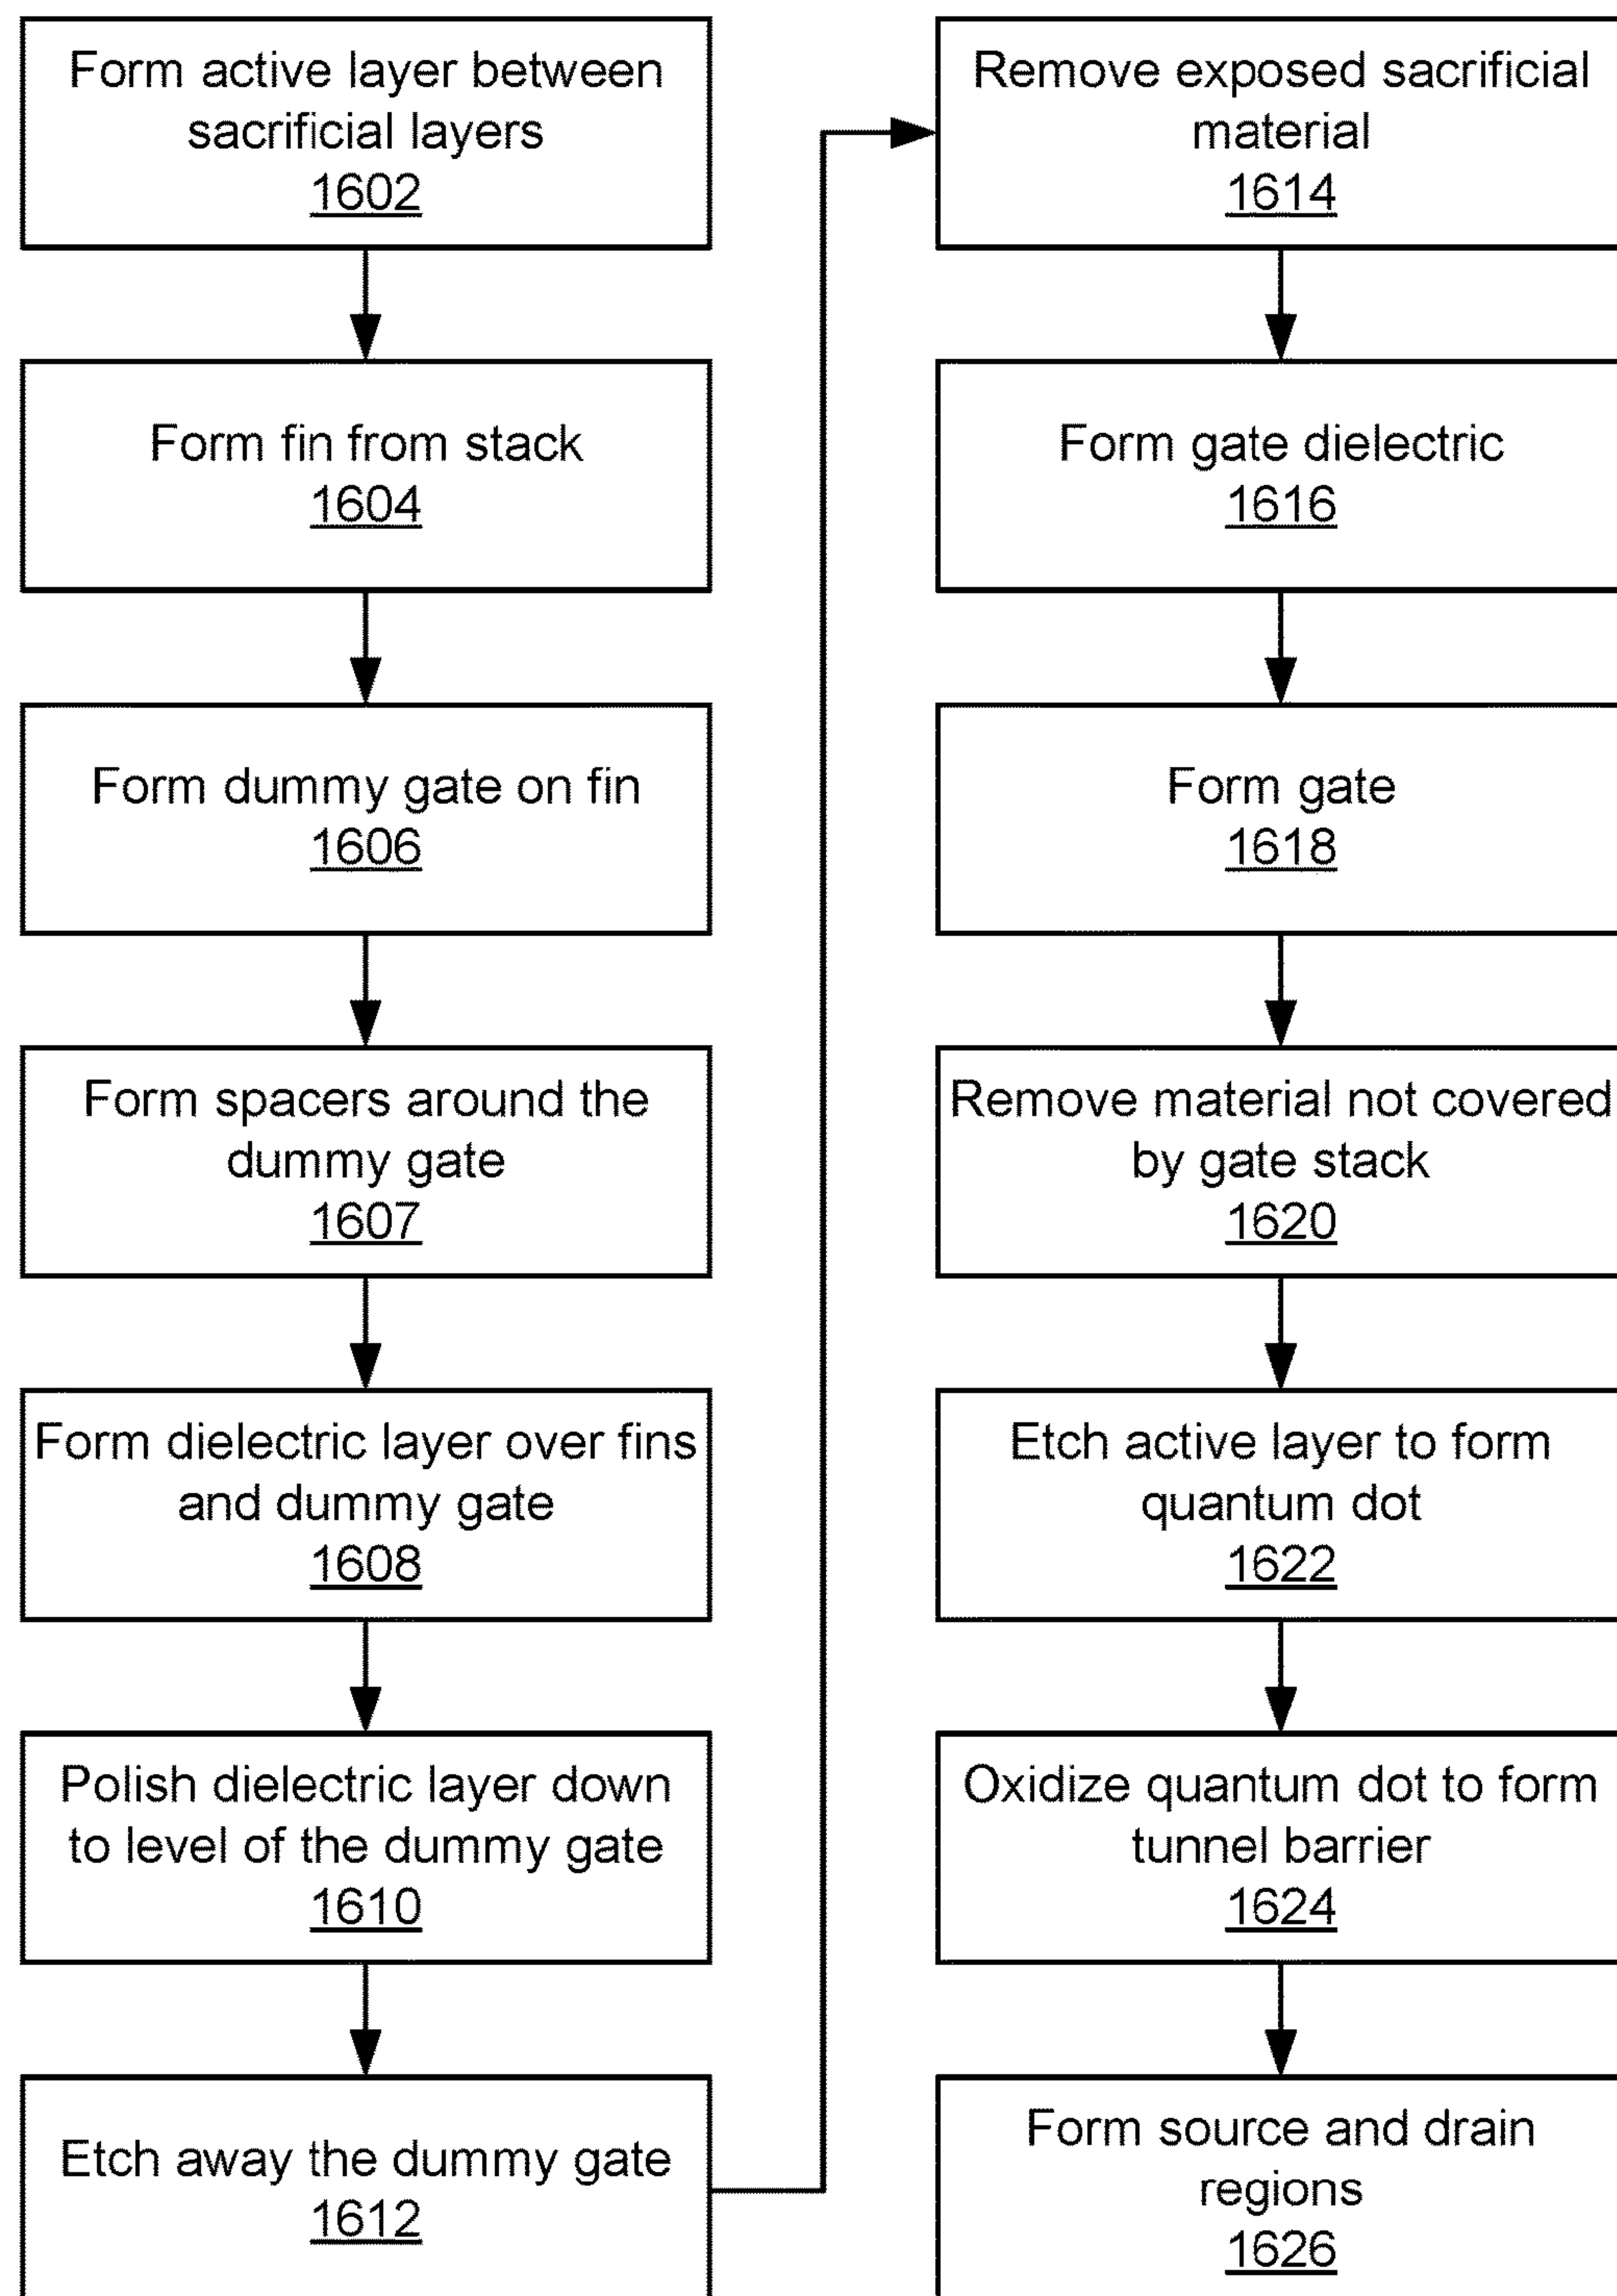 Form active layer between
sacrificial layers
1602
Form fin from stack
1604
Form dummy gate on fin
1606
Form spacers around the
dummy gate
1607
Form dielectric layer over fins
and dummy gate
1608
Polish dielectric layer down
to level of the dummy gate
1610
Etch away the dummy gate
1612
Remove exposed sacrificial
material
1614
Form gate dielectric
1616
Form gate
1618
Remove material not covered
by gate stack
1620
Etch active layer to form
quantum dot
1622
Oxidize quantum dot to form
tunnel barrier
1624
Form source and drain
regions
1626